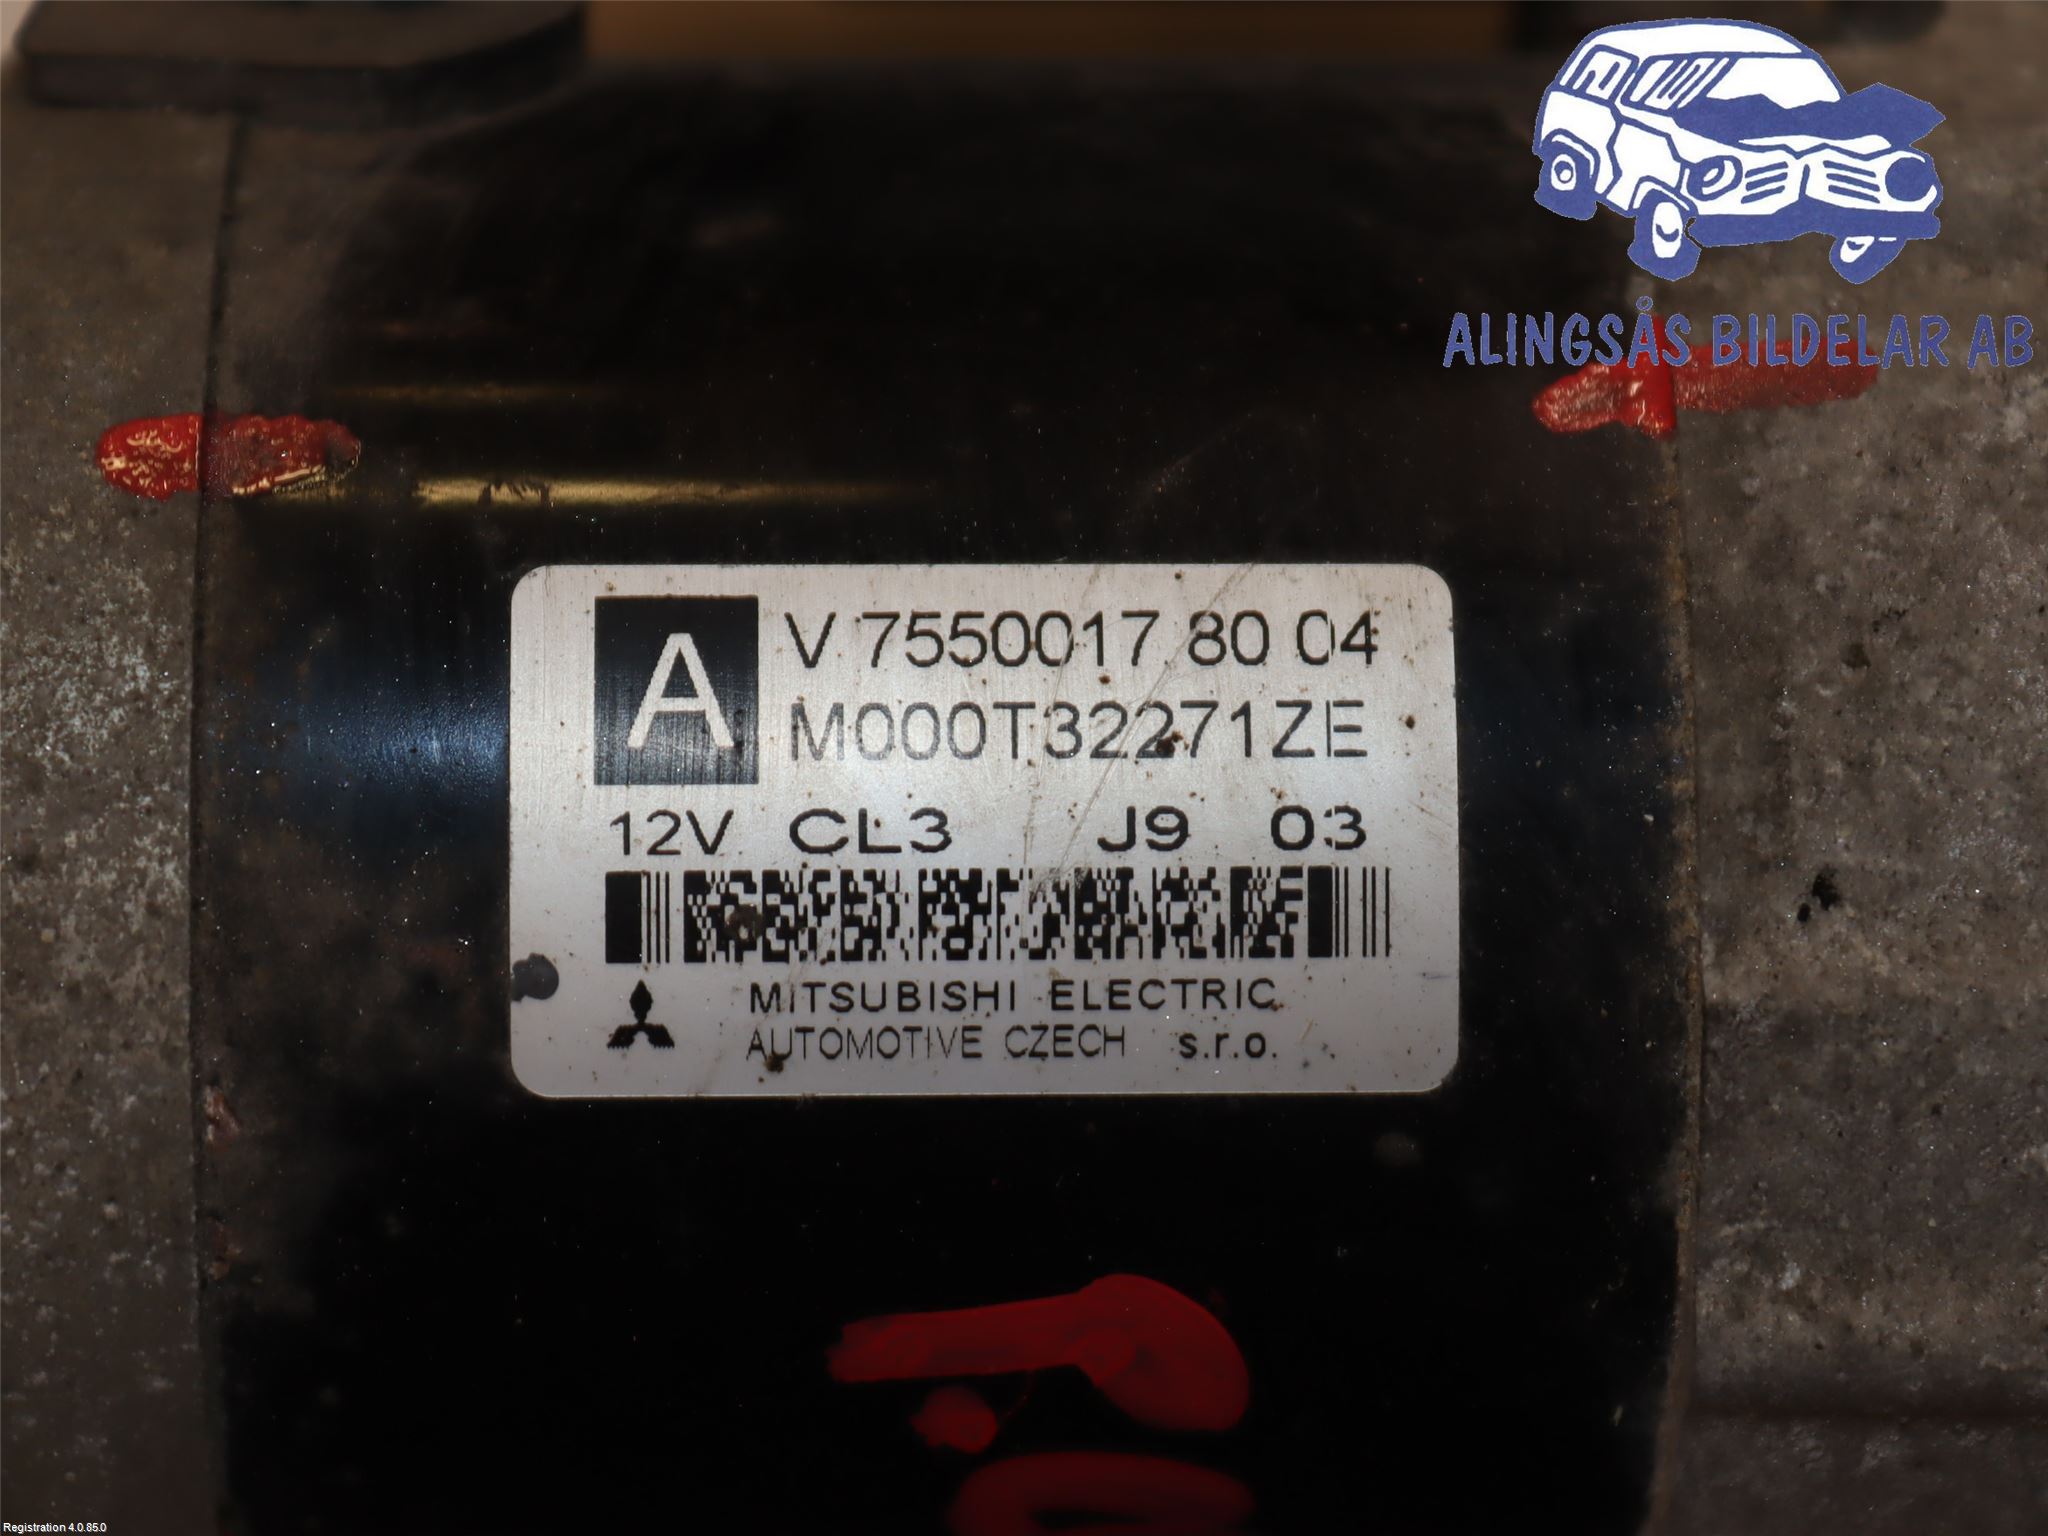 ALINGSÅS BILDELAR AB
A
V 7550017 80 04
M000T32271ZE
12V CL3 J9 03
MITSUBISHI ELECTRIC
AUTOMOTIVE CZECH s.r.o.
Registration 4.0.85.0